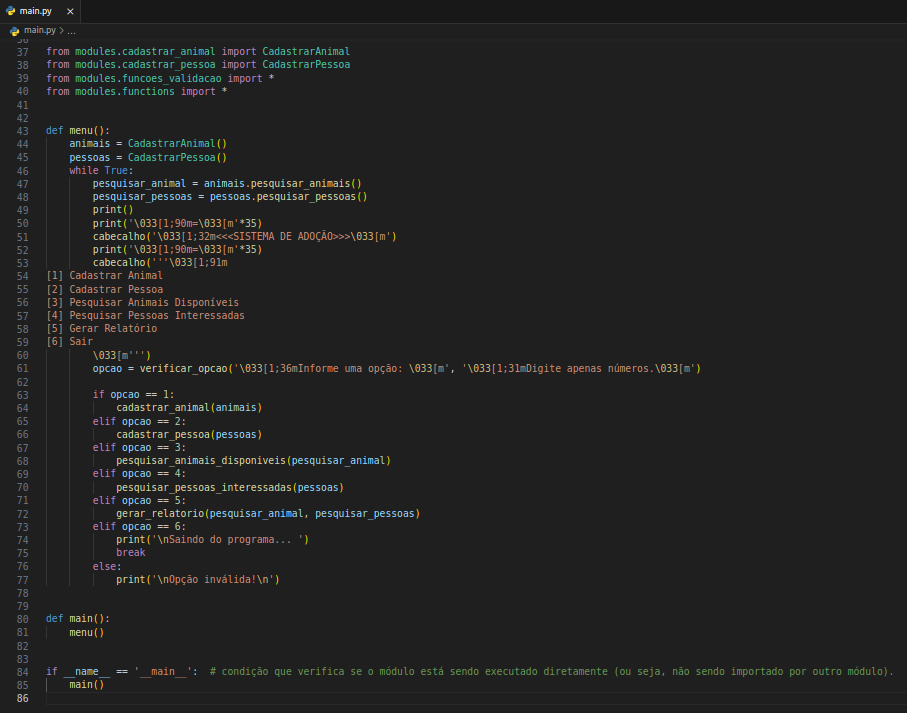 main.py ×
main.py > ...
36
37 from modules.cadastrar_animal import CadastrarAnimal
38 from modules.cadastrar_pessoa import CadastrarPessoa
39 from modules.funcoes_validacao import *
40 from modules.functions import *
41
42
43 def menu():
44     animais = CadastrarAnimal()
45     pessoas = CadastrarPessoa()
46     while True:
47         pesquisar_animal = animais.pesquisar_animais()
48         pesquisar_pessoas = pessoas.pesquisar_pessoas()
49         print()
50         print('\033[1;90m=\033[m'*35)
51         cabecalho('\033[1;32m<<<SISTEMA DE ADOÇÃO>>>\033[m')
52         print('\033[1;90m=\033[m'*35)
53         cabecalho('''\033[1;91m
54 [1] Cadastrar Animal
55 [2] Cadastrar Pessoa
56 [3] Pesquisar Animais Disponíveis
57 [4] Pesquisar Pessoas Interessadas
58 [5] Gerar Relatório
59 [6] Sair
60         \033[m''')
61         opcao = verificar_opcao('\033[1;36mInforme uma opção: \033[m', '\033[1;31mDigite apenas números.\033[m')
62
63         if opcao == 1:
64             cadastrar_animal(animais)
65         elif opcao == 2:
66             cadastrar_pessoa(pessoas)
67         elif opcao == 3:
68             pesquisar_animais_disponiveis(pesquisar_animal)
69         elif opcao == 4:
70             pesquisar_pessoas_interessadas(pessoas)
71         elif opcao == 5:
72             gerar_relatorio(pesquisar_animal, pesquisar_pessoas)
73         elif opcao == 6:
74             print('\nSaindo do programa... ')
75             break
76         else:
77             print('\nOpção inválida!\n')
78
79
80 def main():
81     menu()
82
83
84 if __name__ == '__main__':  # condição que verifica se o módulo está sendo executado diretamente (ou seja, não sendo importado por outro módulo).
85     main()
86